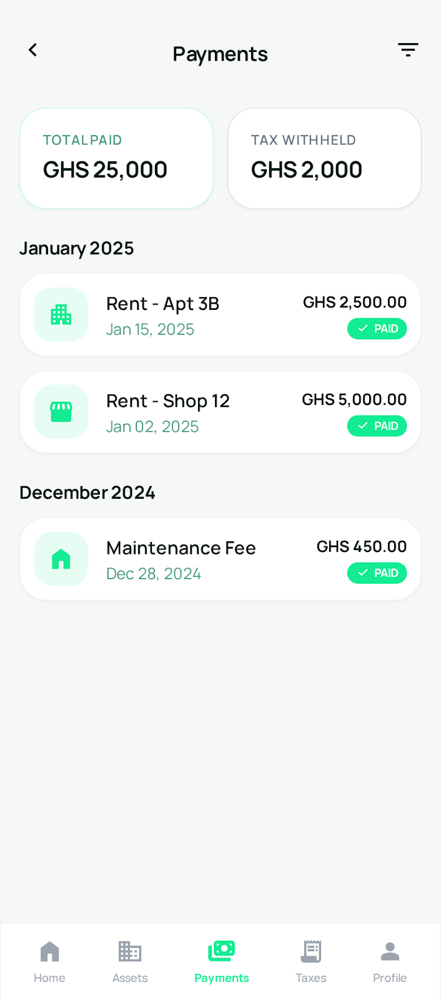 Payments
TOTAL PAID
GHS 25,000
TAX WITHHELD
GHS 2,000
January 2025
Rent - Apt 3B
GHS 2,500.00
Jan 15, 2025
PAID
Rent - Shop 12
GHS 5,000.00
Jan 02, 2025
PAID
December 2024
Maintenance Fee
GHS 450.00
Dec 28, 2024
PAID
Home
Assets
Payments
Taxes
Profile